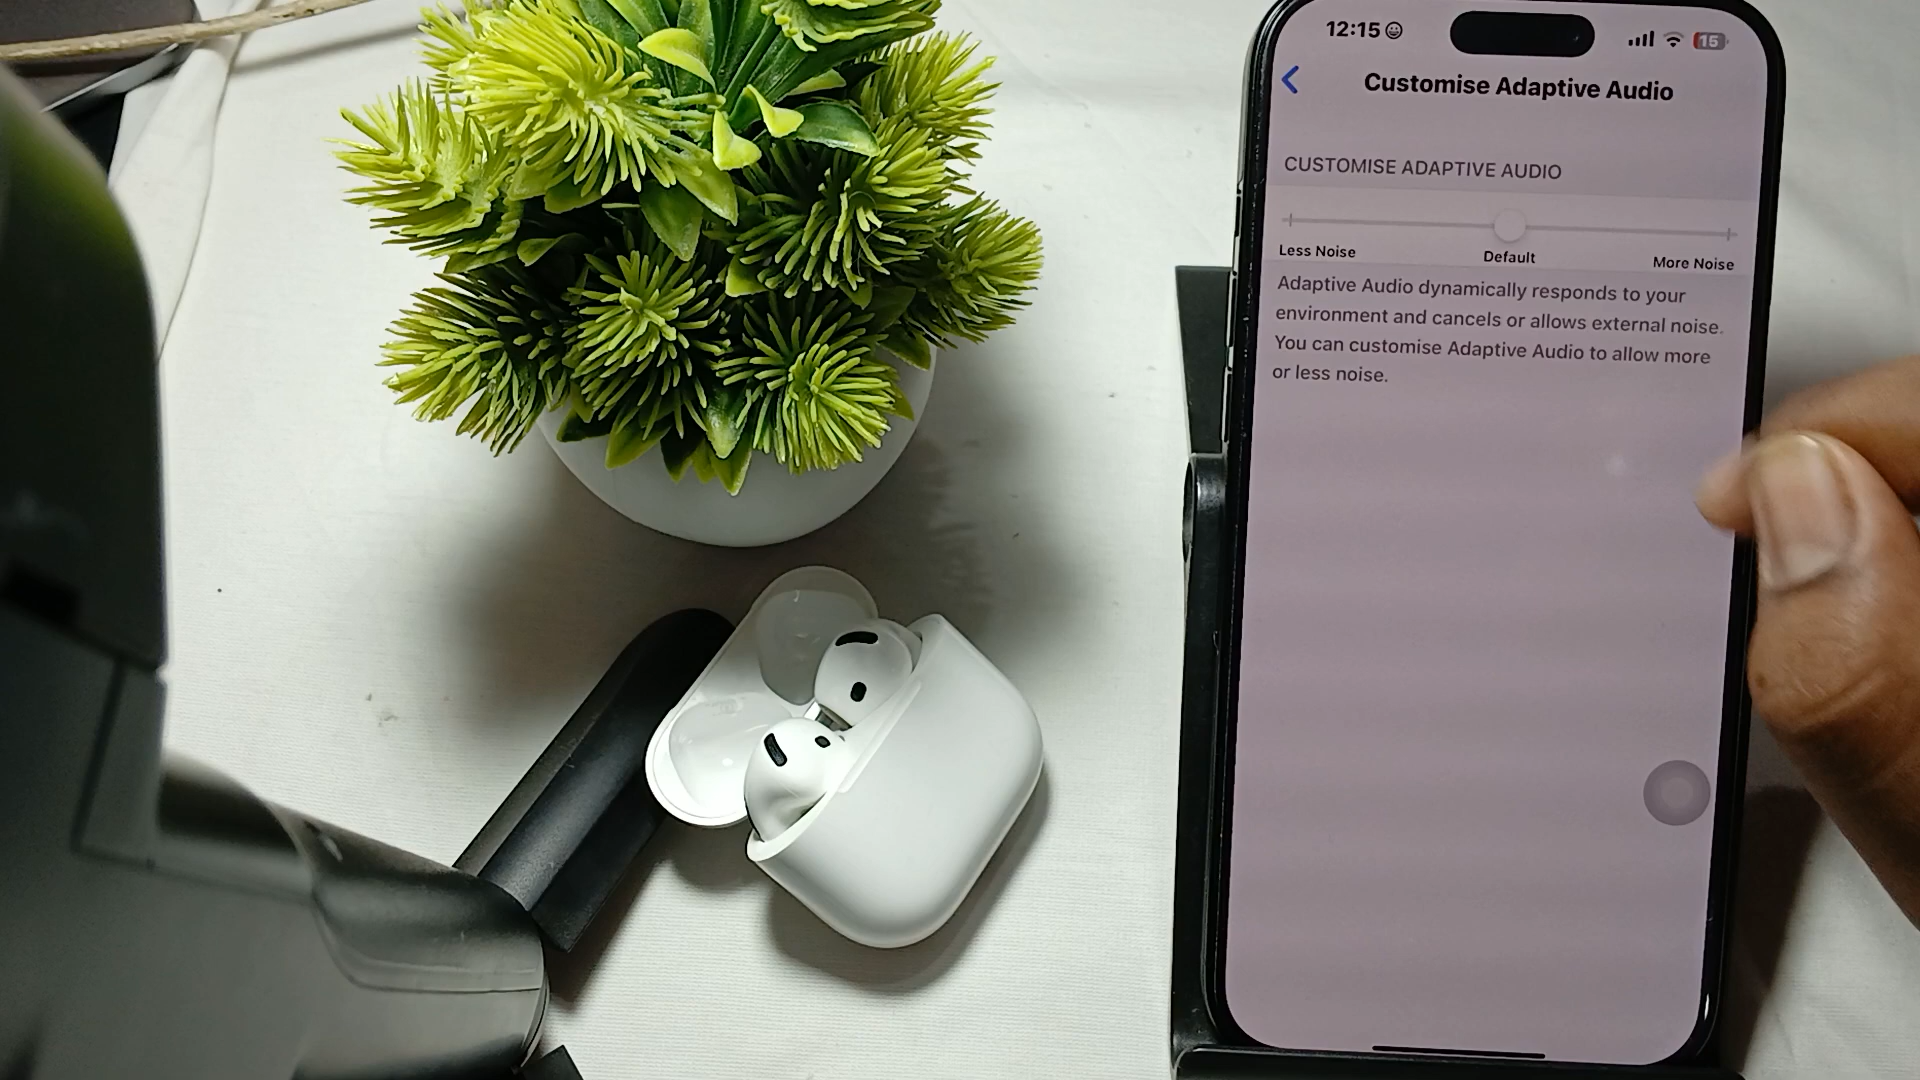 12:15
15
Customise Adaptive Audio
CUSTOMISE ADAPTIVE AUDIO
Less Noise
Default
More Noise
Adaptive Audio dynamically responds to your
environment and cancels or allows external noise.
You can customise Adaptive Audio to allow more
or less noise.